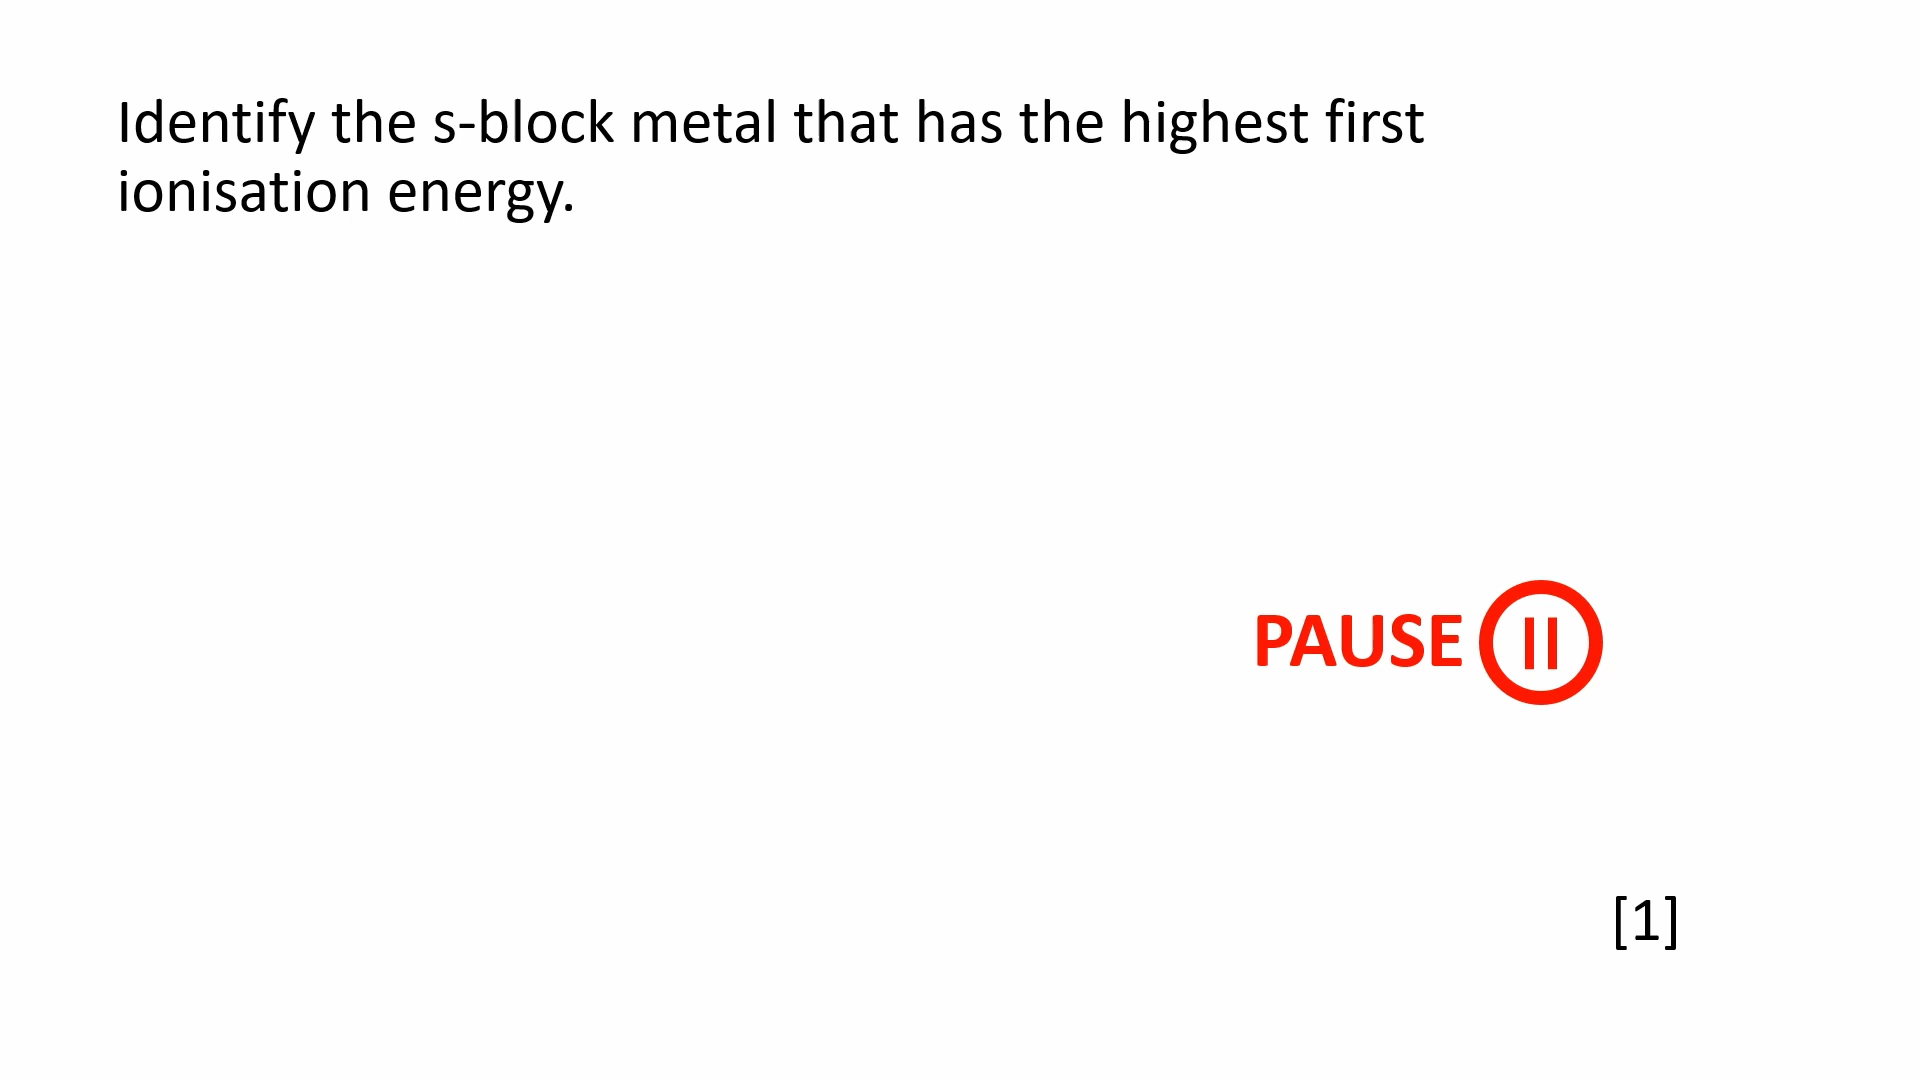 Identify the s-block metal that has the highest first
ionisation energy.
PAUSE
[1]